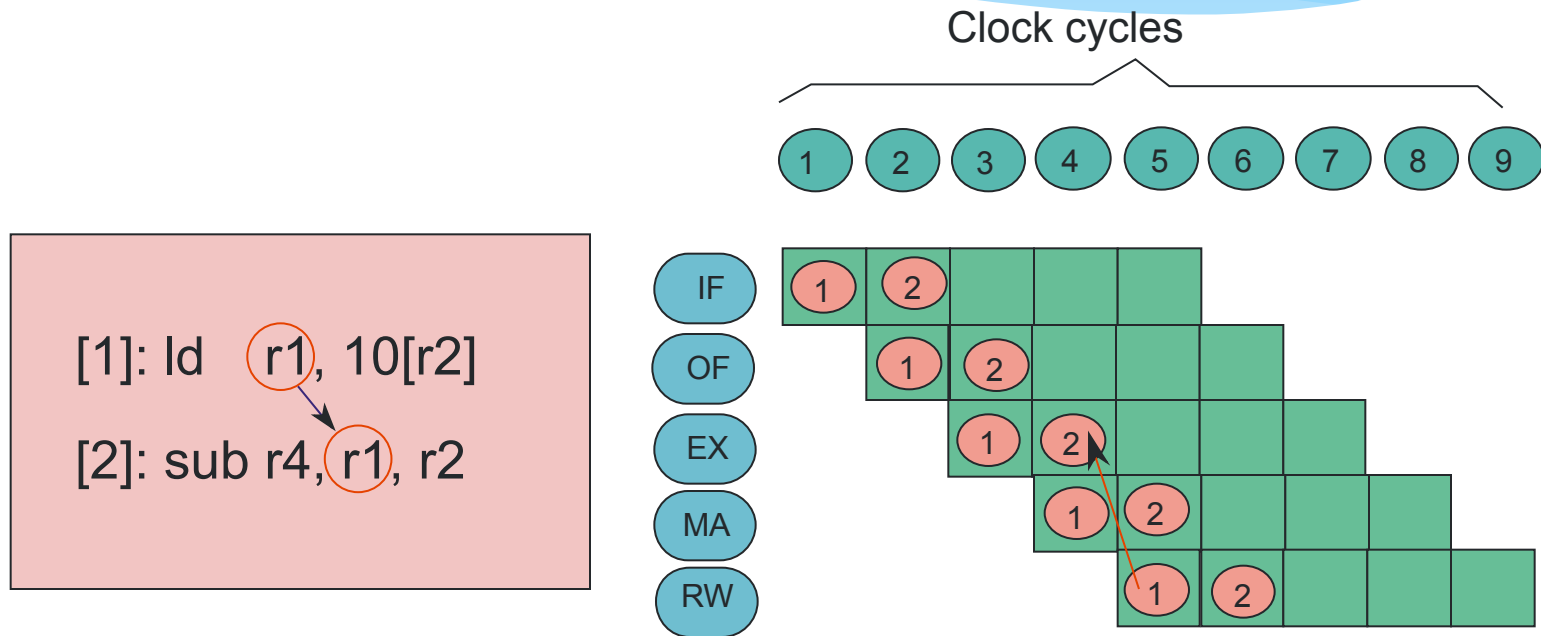 Clock cycles
1 2 3 4 5 6 7 8 9
[1]: ld r1, 10[r2]
[2]: sub r4, r1, r2
IF 1 2
OF 1 2
EX 1 2
MA 1 2
RW 1 2